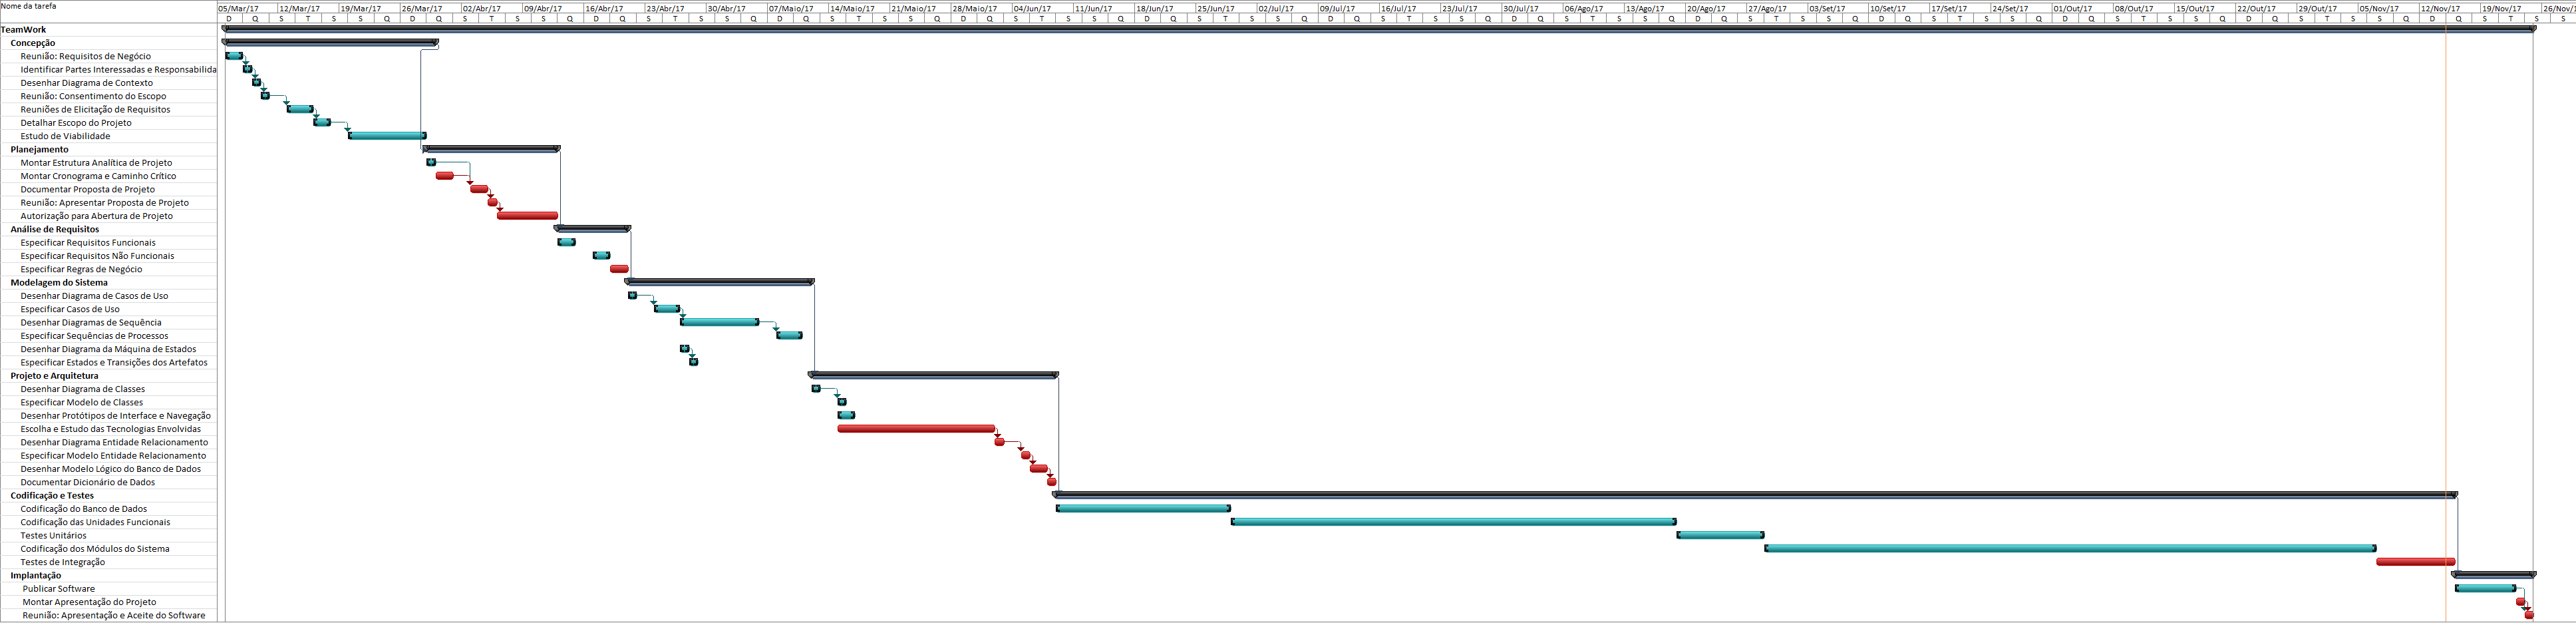 Nome da tarefa
05/Mar/17 12/Mar/17 19/Mar/17 26/Mar/17 02/Abr/17 09/Abr/17 16/Abr/17 23/Abr/17 30/Abr/17 07/Maio/17 14/Maio/17 21/Maio/17 28/Maio/17 04/Jun/17 11/Jun/17 18/Jun/17 25/Jun/17 02/Jul/17 09/Jul/17 16/Jul/17 23/Jul/17 30/Jul/17 06/Ago/17 13/Ago/17 20/Ago/17 27/Ago/17 03/Set/17 10/Set/17 17/Set/17 24/Set/17 01/Out/17 08/Out/17 15/Out/17 22/Out/17 29/Out/17 05/Nov/17 12/Nov/17 19/Nov/17 26/Nov/1
D Q S T S S Q D Q S T S S Q D Q S T S S Q D Q S T S S Q D Q S T S S Q D Q S T S S Q D Q S T S S Q D Q S T S S Q D Q S T S S Q D Q S T S S Q D Q S T S S Q D Q S T S S Q D Q S T S S
TeamWork
Concepção
Reunião: Requisitos de Negócio
Identificar Partes Interessadas e Responsabilida
Desenhar Diagrama de Contexto
Reunião: Consentimento do Escopo
Reuniões de Elicitação de Requisitos
Detalhar Escopo do Projeto
Estudo de Viabilidade
Planejamento
Montar Estrutura Analítica de Projeto
Montar Cronograma e Caminho Crítico
Documentar Proposta de Projeto
Reunião: Apresentar Proposta de Projeto
Autorização para Abertura de Projeto
Análise de Requisitos
Especificar Requisitos Funcionais
Especificar Requisitos Não Funcionais
Especificar Regras de Negócio
Modelagem do Sistema
Desenhar Diagrama de Casos de Uso
Especificar Casos de Uso
Desenhar Diagramas de Sequência
Especificar Sequências de Processos
Desenhar Diagrama da Máquina de Estados
Especificar Estados e Transições dos Artefatos
Projeto e Arquitetura
Desenhar Diagrama de Classes
Especificar Modelo de Classes
Desenhar Protótipos de Interface e Navegação
Escolha e Estudo das Tecnologias Envolvidas
Desenhar Diagrama Entidade Relacionamento
Especificar Modelo Entidade Relacionamento
Desenhar Modelo Lógico do Banco de Dados
Documentar Dicionário de Dados
Codificação e Testes
Codificação do Banco de Dados
Codificação das Unidades Funcionais
Testes Unitários
Codificação dos Módulos do Sistema
Testes de Integração
Implantação
Publicar Software
Montar Apresentação do Projeto
Reunião: Apresentação e Aceite do Software